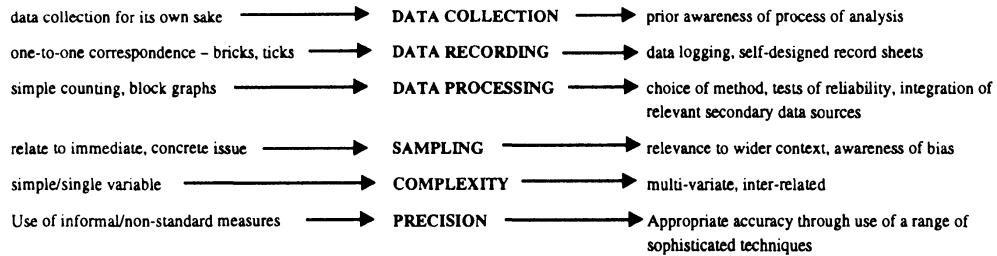 data collection for its own sake DATA COLLECTION prior awareness of process of analysis
one-to-one correspondence – bricks, ticks DATA RECORDING data logging, self-designed record sheets
simple counting, block graphs DATA PROCESSING choice of method, tests of reliability, integration of
relevant secondary data sources
relate to immediate, concrete issue SAMPLING relevance to wider context, awareness of bias
simple/single variable COMPLEXITY multi-variate, inter-related
Use of informal/non-standard measures PRECISION Appropriate accuracy through use of a range of
sophisticated techniques